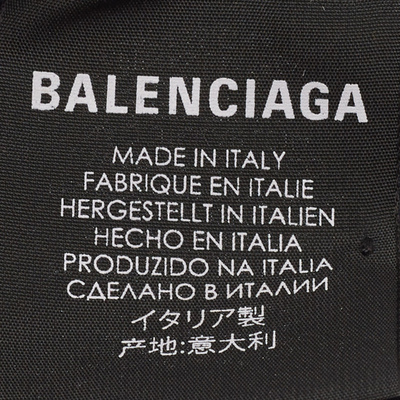 BALENCIAGA
MADE IN ITALY
FABRIQUE EN ITALIE
HERGESTELLT IN ITALIEN
HECHO EN ITALIA
PRODUZIDO NA ITALIA
СДЕЛАНО В ИТАЛИИ
イタリア製
产地:意大利